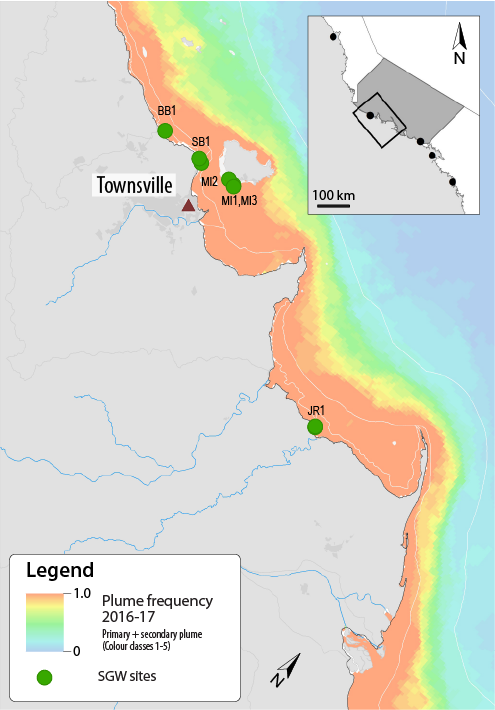 N
100 km
BB1
SB1
MI2
MI1,MI3
Townsville
JR1
Legend
1.0
0
Plume frequency
2016-17
Primary + secondary plume
(Colour classes 1-5)
SGW sites
N